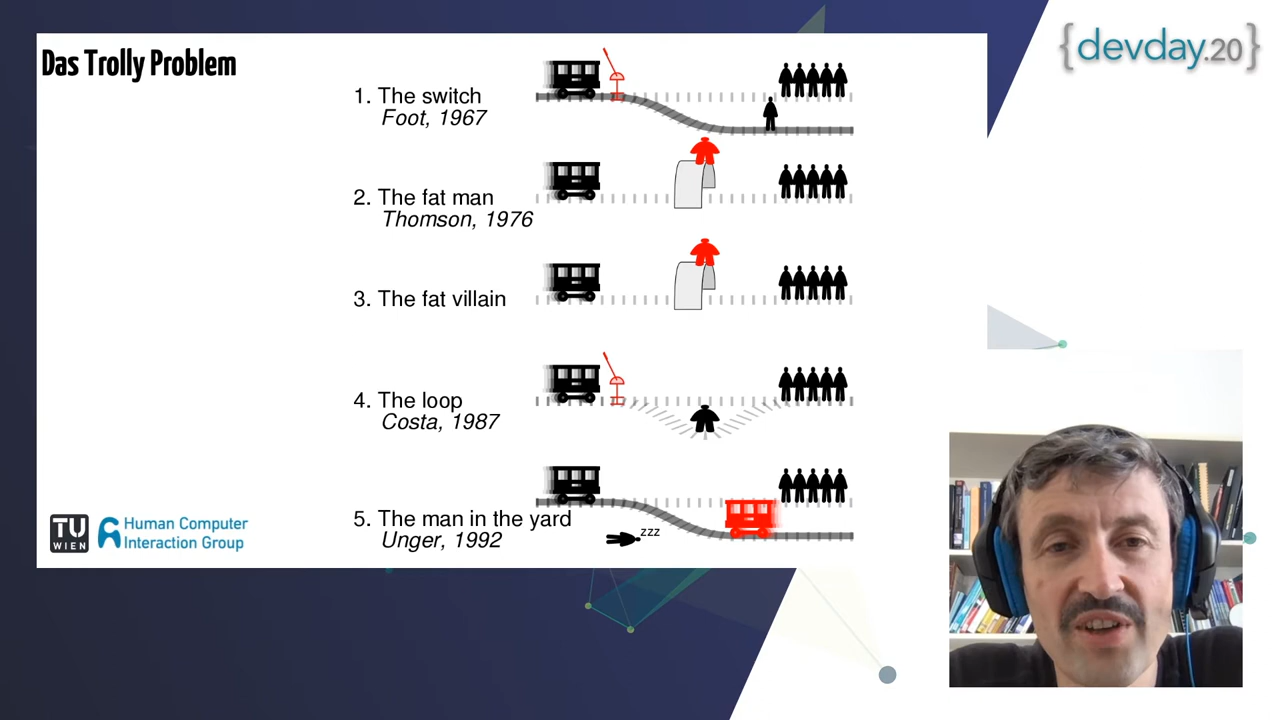 Das Trolly Problem
{devday.20}
1. The switch
Foot, 1967
2. The fat man
Thomson, 1976
3. The fat villain
4. The loop
Costa, 1987
5. The man in the yard
Unger, 1992
zzz
TU
WIEN
Human Computer
Interaction Group